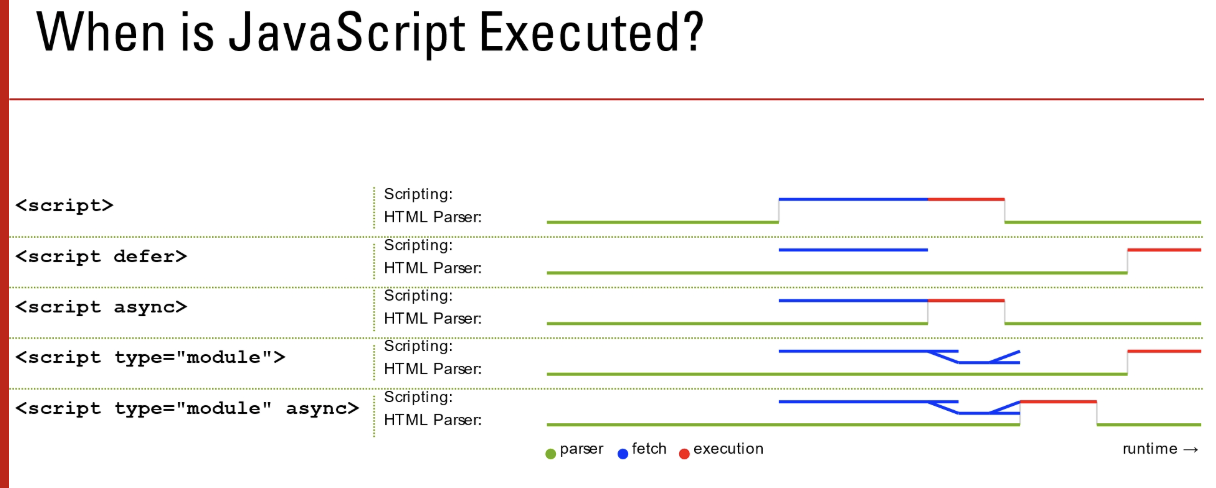 When is JavaScript Executed?
<script>
Scripting:
HTML Parser:
<script defer>
Scripting:
HTML Parser:
<script async>
Scripting:
HTML Parser:
<script type="module">
Scripting:
HTML Parser:
<script type="module" async>
Scripting:
HTML Parser:
parser fetch execution runtime →